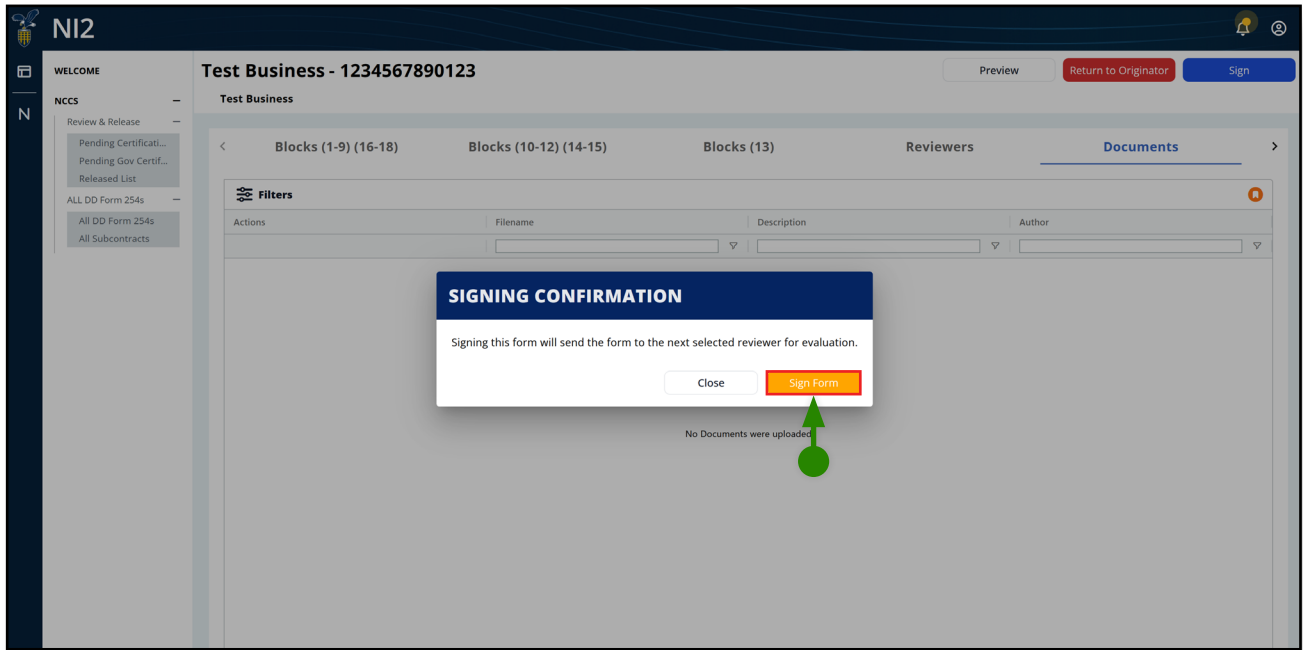 NI2
WELCOME
NCCS
Review & Release
Pending Certificati...
Pending Gov Certif...
Released List
ALL DD Form 254s
All DD Form 254s
All Subcontracts
N
Test Business - 1234567890123
Preview
Return to Originator
Sign
Test Business
Blocks (1-9) (16-18)
Blocks (10-12) (14-15)
Blocks (13)
Reviewers
Documents
Filters
Actions
Filename
Description
Author
SIGNING CONFIRMATION
Signing this form will send the form to the next selected reviewer for evaluation.
Close
Sign Form
No Documents were uploaded